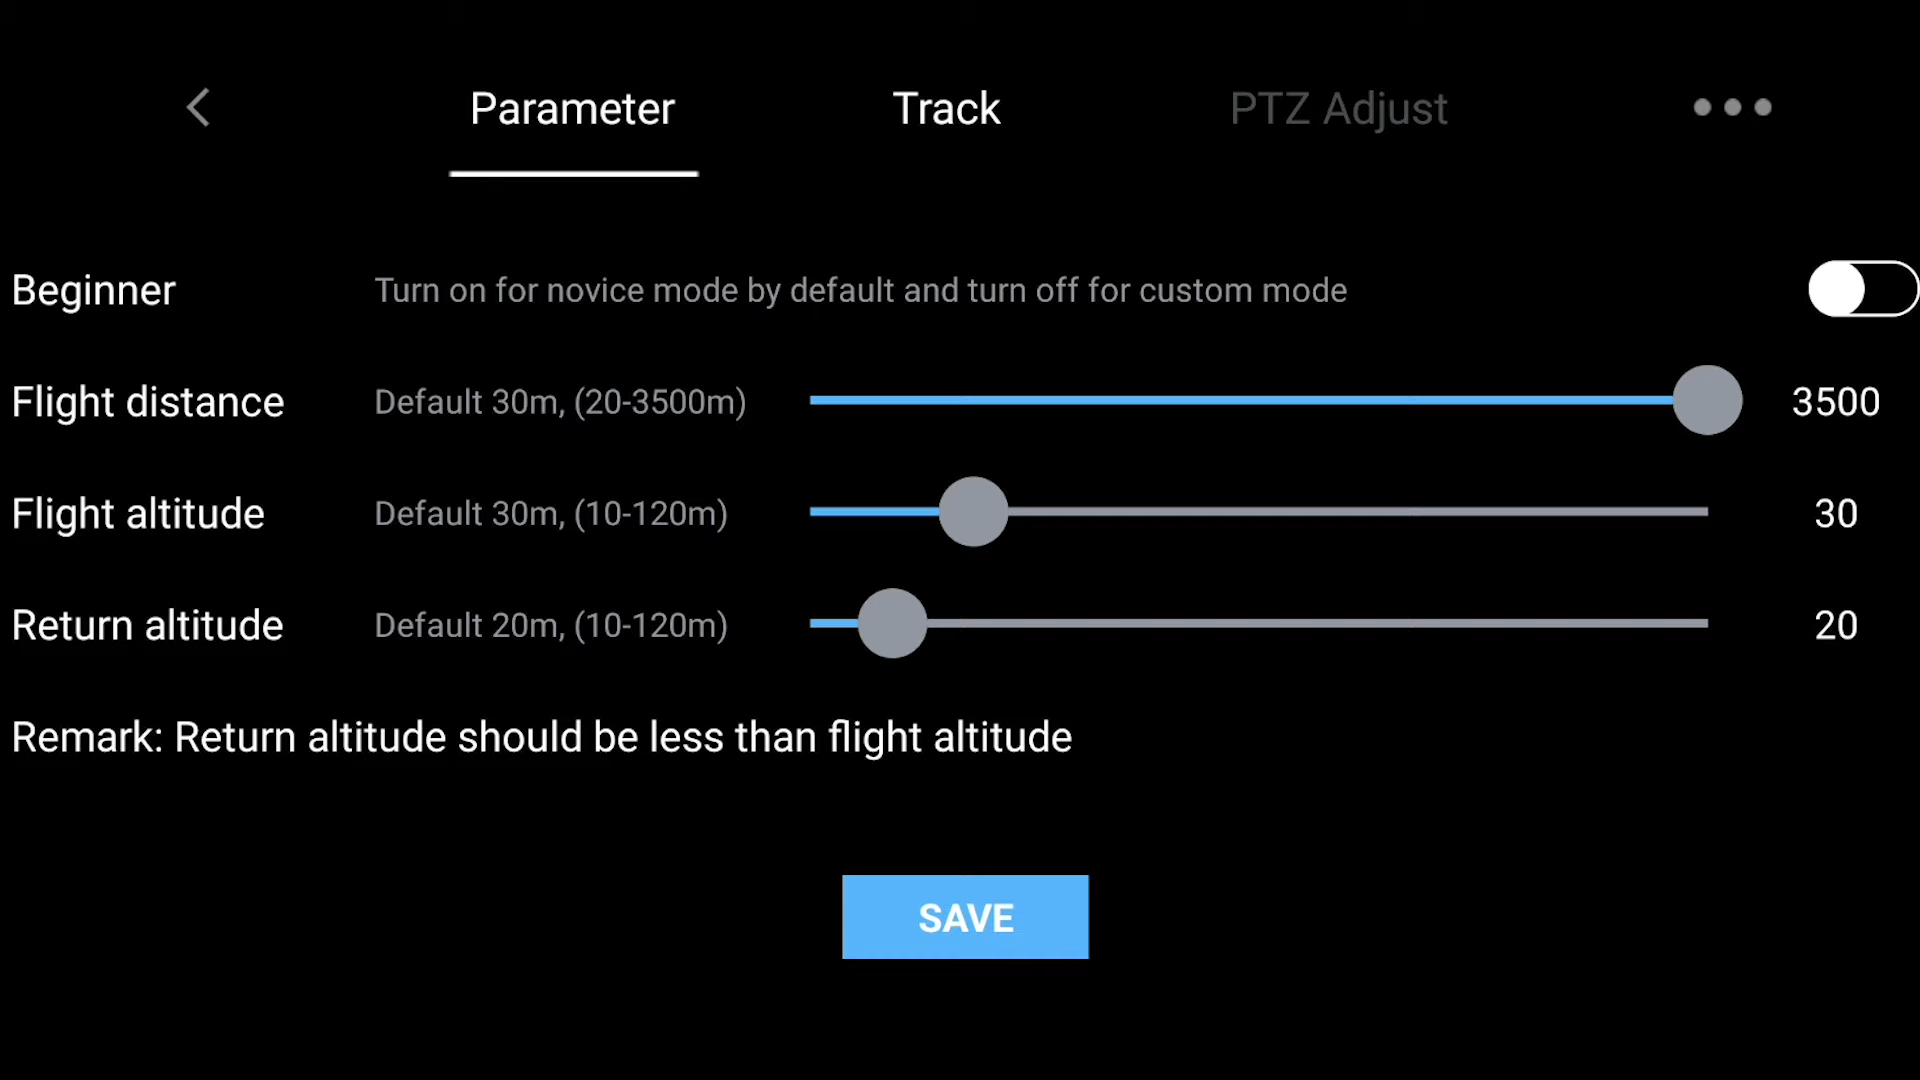 Parameter Track PTZ Adjust
Beginner Turn on for novice mode by default and turn off for custom mode
Flight distance Default 30m, (20-3500m) 3500
Flight altitude Default 30m, (10-120m) 30
Return altitude Default 20m, (10-120m) 20
Remark: Return altitude should be less than flight altitude
SAVE